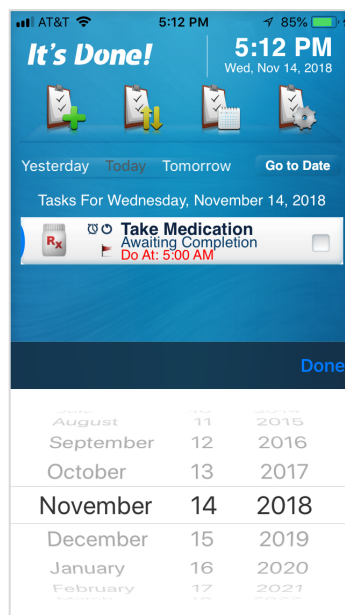 AT&T 5:12 PM 85%
It's Done!
5:12 PM
Wed, Nov 14, 2018
Yesterday Today Tomorrow Go to Date
Tasks For Wednesday, November 14, 2018
Rx Take Medication
Awaiting Completion
Do At: 5:00 AM
Done
August 11 2015
September 12 2016
October 13 2017
November 14 2018
December 15 2019
January 16 2020
February 17 2021